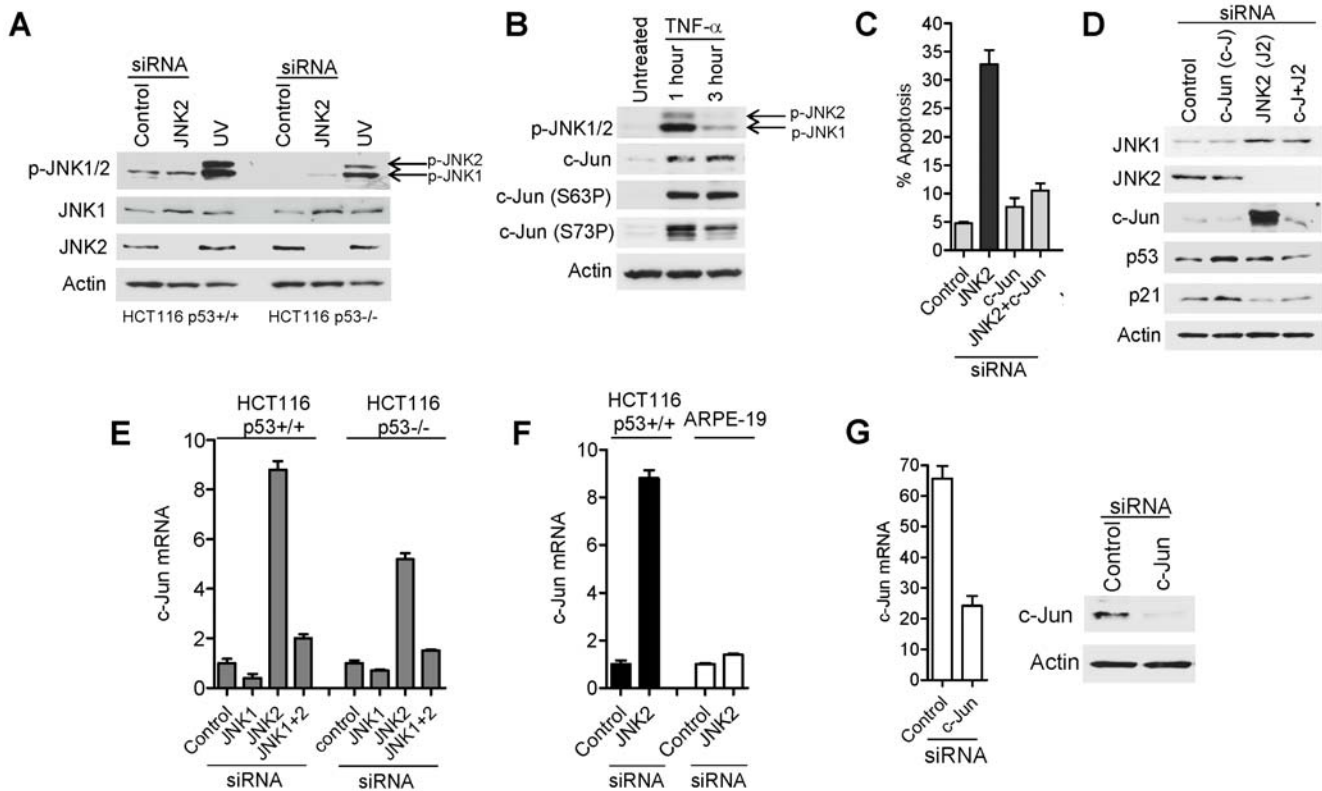 A
siRNA
siRNA
Control
JNK2
UV
Control
JNK2
UV
p-JNK1/2
p-JNK2
p-JNK1
JNK1
JNK2
Actin
HCT116 p53+/+
HCT116 p53-/-
B
Untreated
TNF-α
1 hour
3 hour
p-JNK1/2
p-JNK2
p-JNK1
c-Jun
c-Jun (S63P)
c-Jun (S73P)
Actin
C
% Apoptosis
40
35
30
25
20
15
10
5
0
Control
JNK2
c-Jun
JNK2+c-Jun
siRNA
D
siRNA
Control
c-Jun (c-J)
JNK2 (J2)
c-J+J2
JNK1
JNK2
c-Jun
p53
p21
Actin
E
HCT116
p53+/+
HCT116
p53-/-
c-Jun mRNA
10
8
6
4
2
0
Control
JNK1
JNK2
JNK1+2
control
JNK1
JNK2
JNK1+2
siRNA
siRNA
F
HCT116
p53+/+
ARPE-19
c-Jun mRNA
10
8
6
4
2
0
Control
JNK2
Control
JNK2
siRNA
siRNA
G
c-Jun mRNA
70
60
50
40
30
20
10
0
Control
c-Jun
siRNA
siRNA
Control
c-Jun
c-Jun
Actin